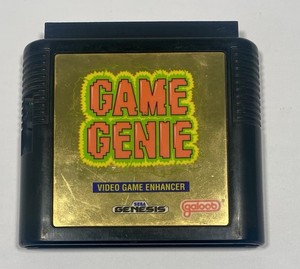 GAME
GENIE
VIDEO GAME ENHANCER
SEGA
GENESIS
galoob